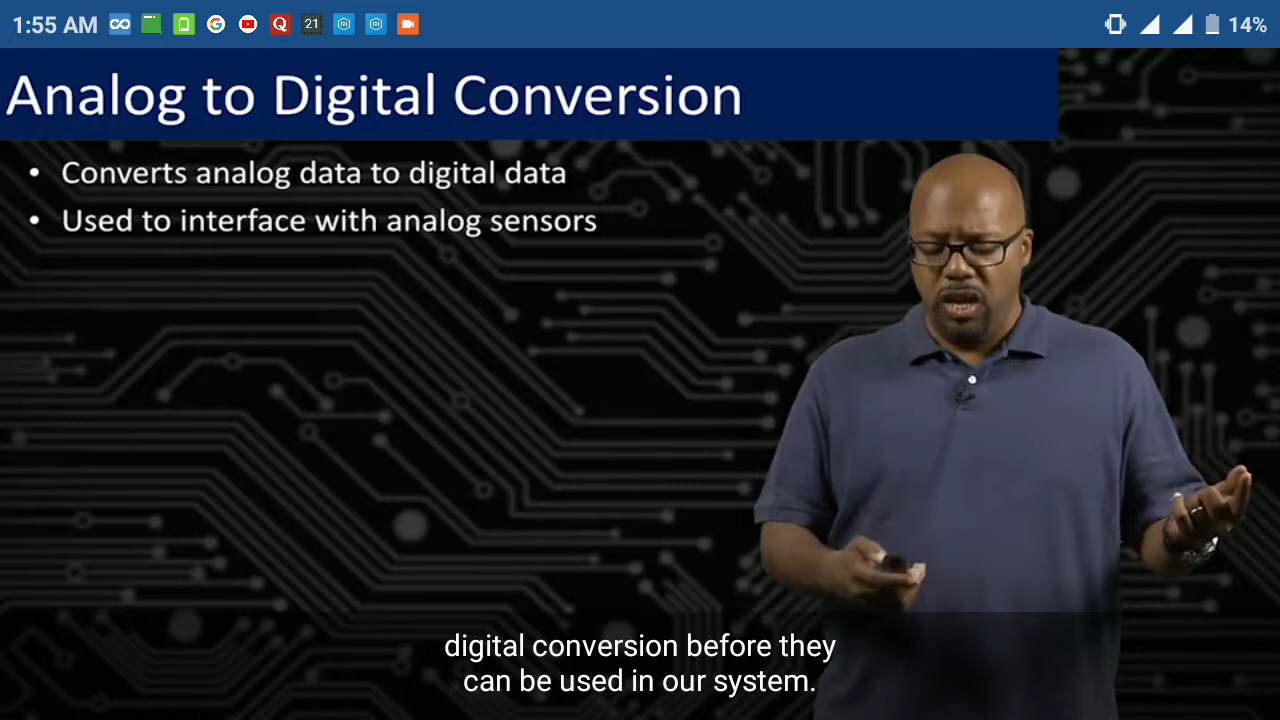 1:55 AM 21 14%
Analog to Digital Conversion
• Converts analog data to digital data
• Used to interface with analog sensors
digital conversion before they
can be used in our system.